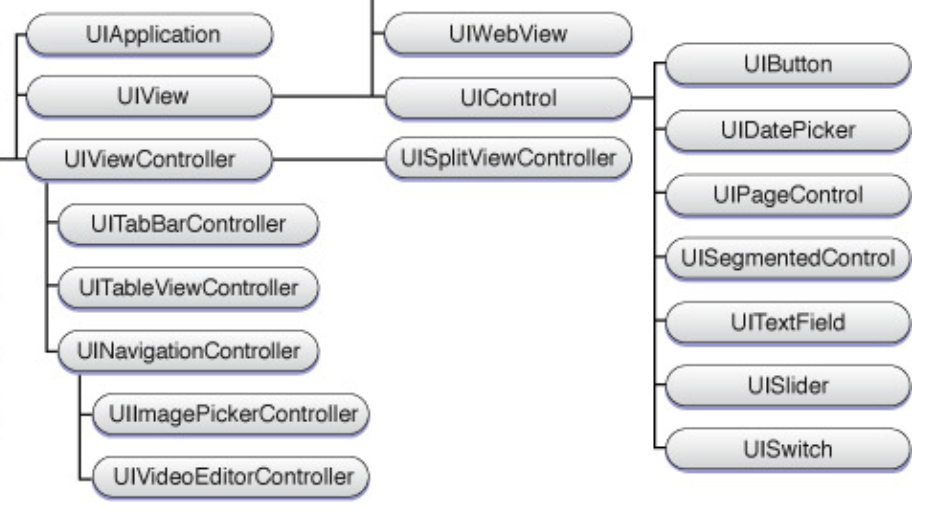 UIApplication
UIView
UIViewController
UITabBarController
UITableViewController
UINavigationController
UIImagePickerController
UIVideoEditorController
UIWebView
UIControl
UISplitViewController
UIButton
UIDatePicker
UIPageControl
UISegmentedControl
UITextField
UISlider
UISwitch